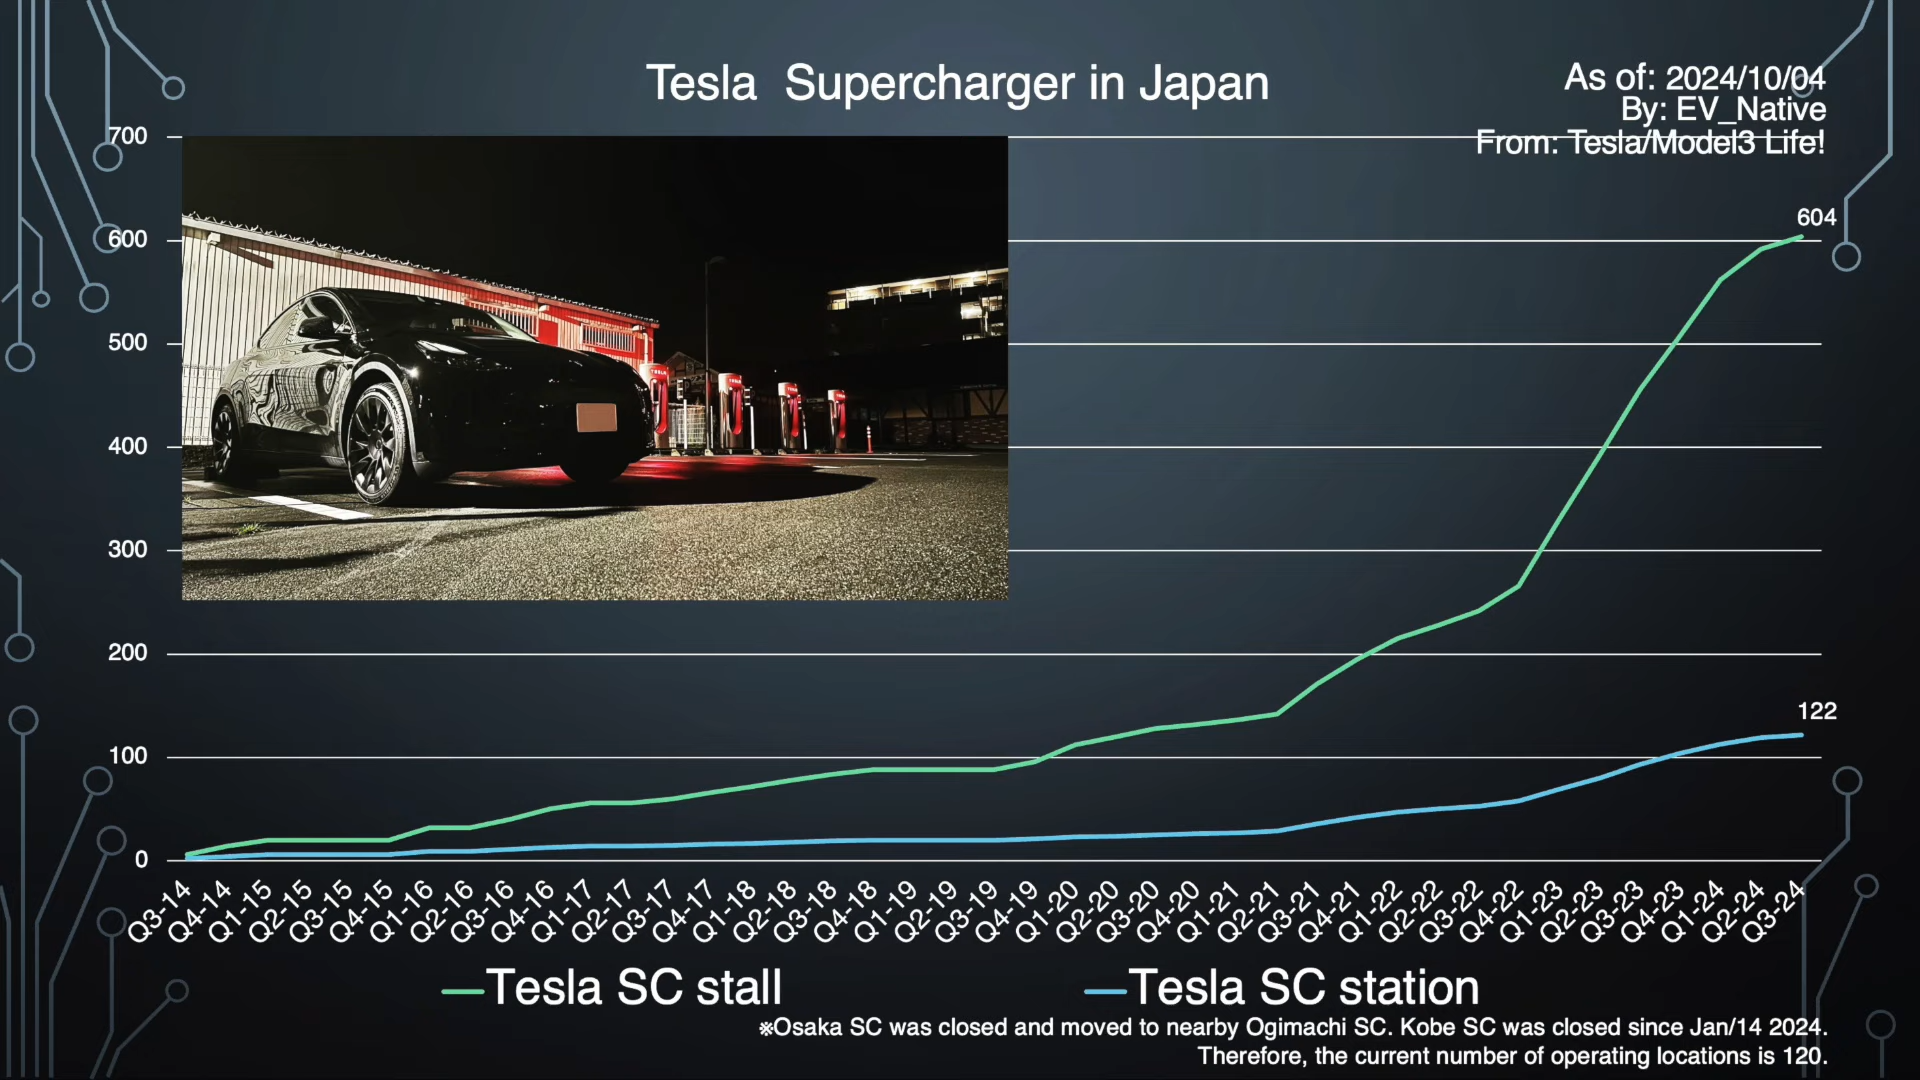 Tesla  Supercharger in Japan
As of: 2024/10/04
By: EV_Native
From: Tesla/Model3 Life!
700
600
500
400
300
200
100
0
604
122
Q3-14
Q4-14
Q1-15
Q2-15
Q3-15
Q4-15
Q1-16
Q2-16
Q3-16
Q4-16
Q1-17
Q2-17
Q3-17
Q4-17
Q1-18
Q2-18
Q3-18
Q4-18
Q1-19
Q2-19
Q3-19
Q4-19
Q1-20
Q2-20
Q3-20
Q4-20
Q1-21
Q2-21
Q3-21
Q4-21
Q1-22
Q2-22
Q3-22
Q4-22
Q1-23
Q2-23
Q3-23
Q4-23
Q1-24
Q2-24
Q3-24
Tesla SC stall
Tesla SC station
※Osaka SC was closed and moved to nearby Ogimachi SC. Kobe SC was closed since Jan/14 2024.
Therefore, the current number of operating locations is 120.